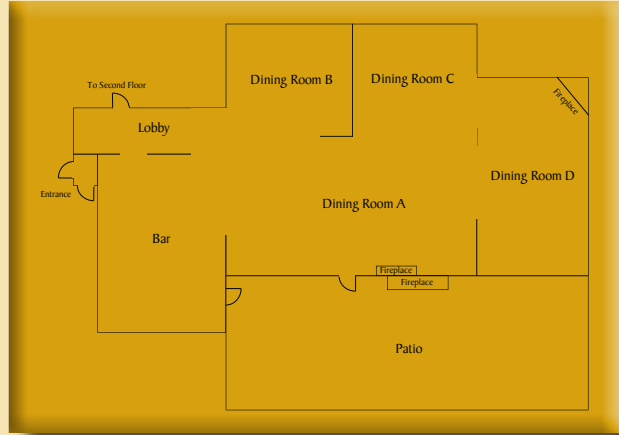 Dining Room B
Dining Room C
To Second Floor
Fireplace
Lobby
Dining Room D
Entrance
Dining Room A
Bar
Fireplace
Fireplace
Patio